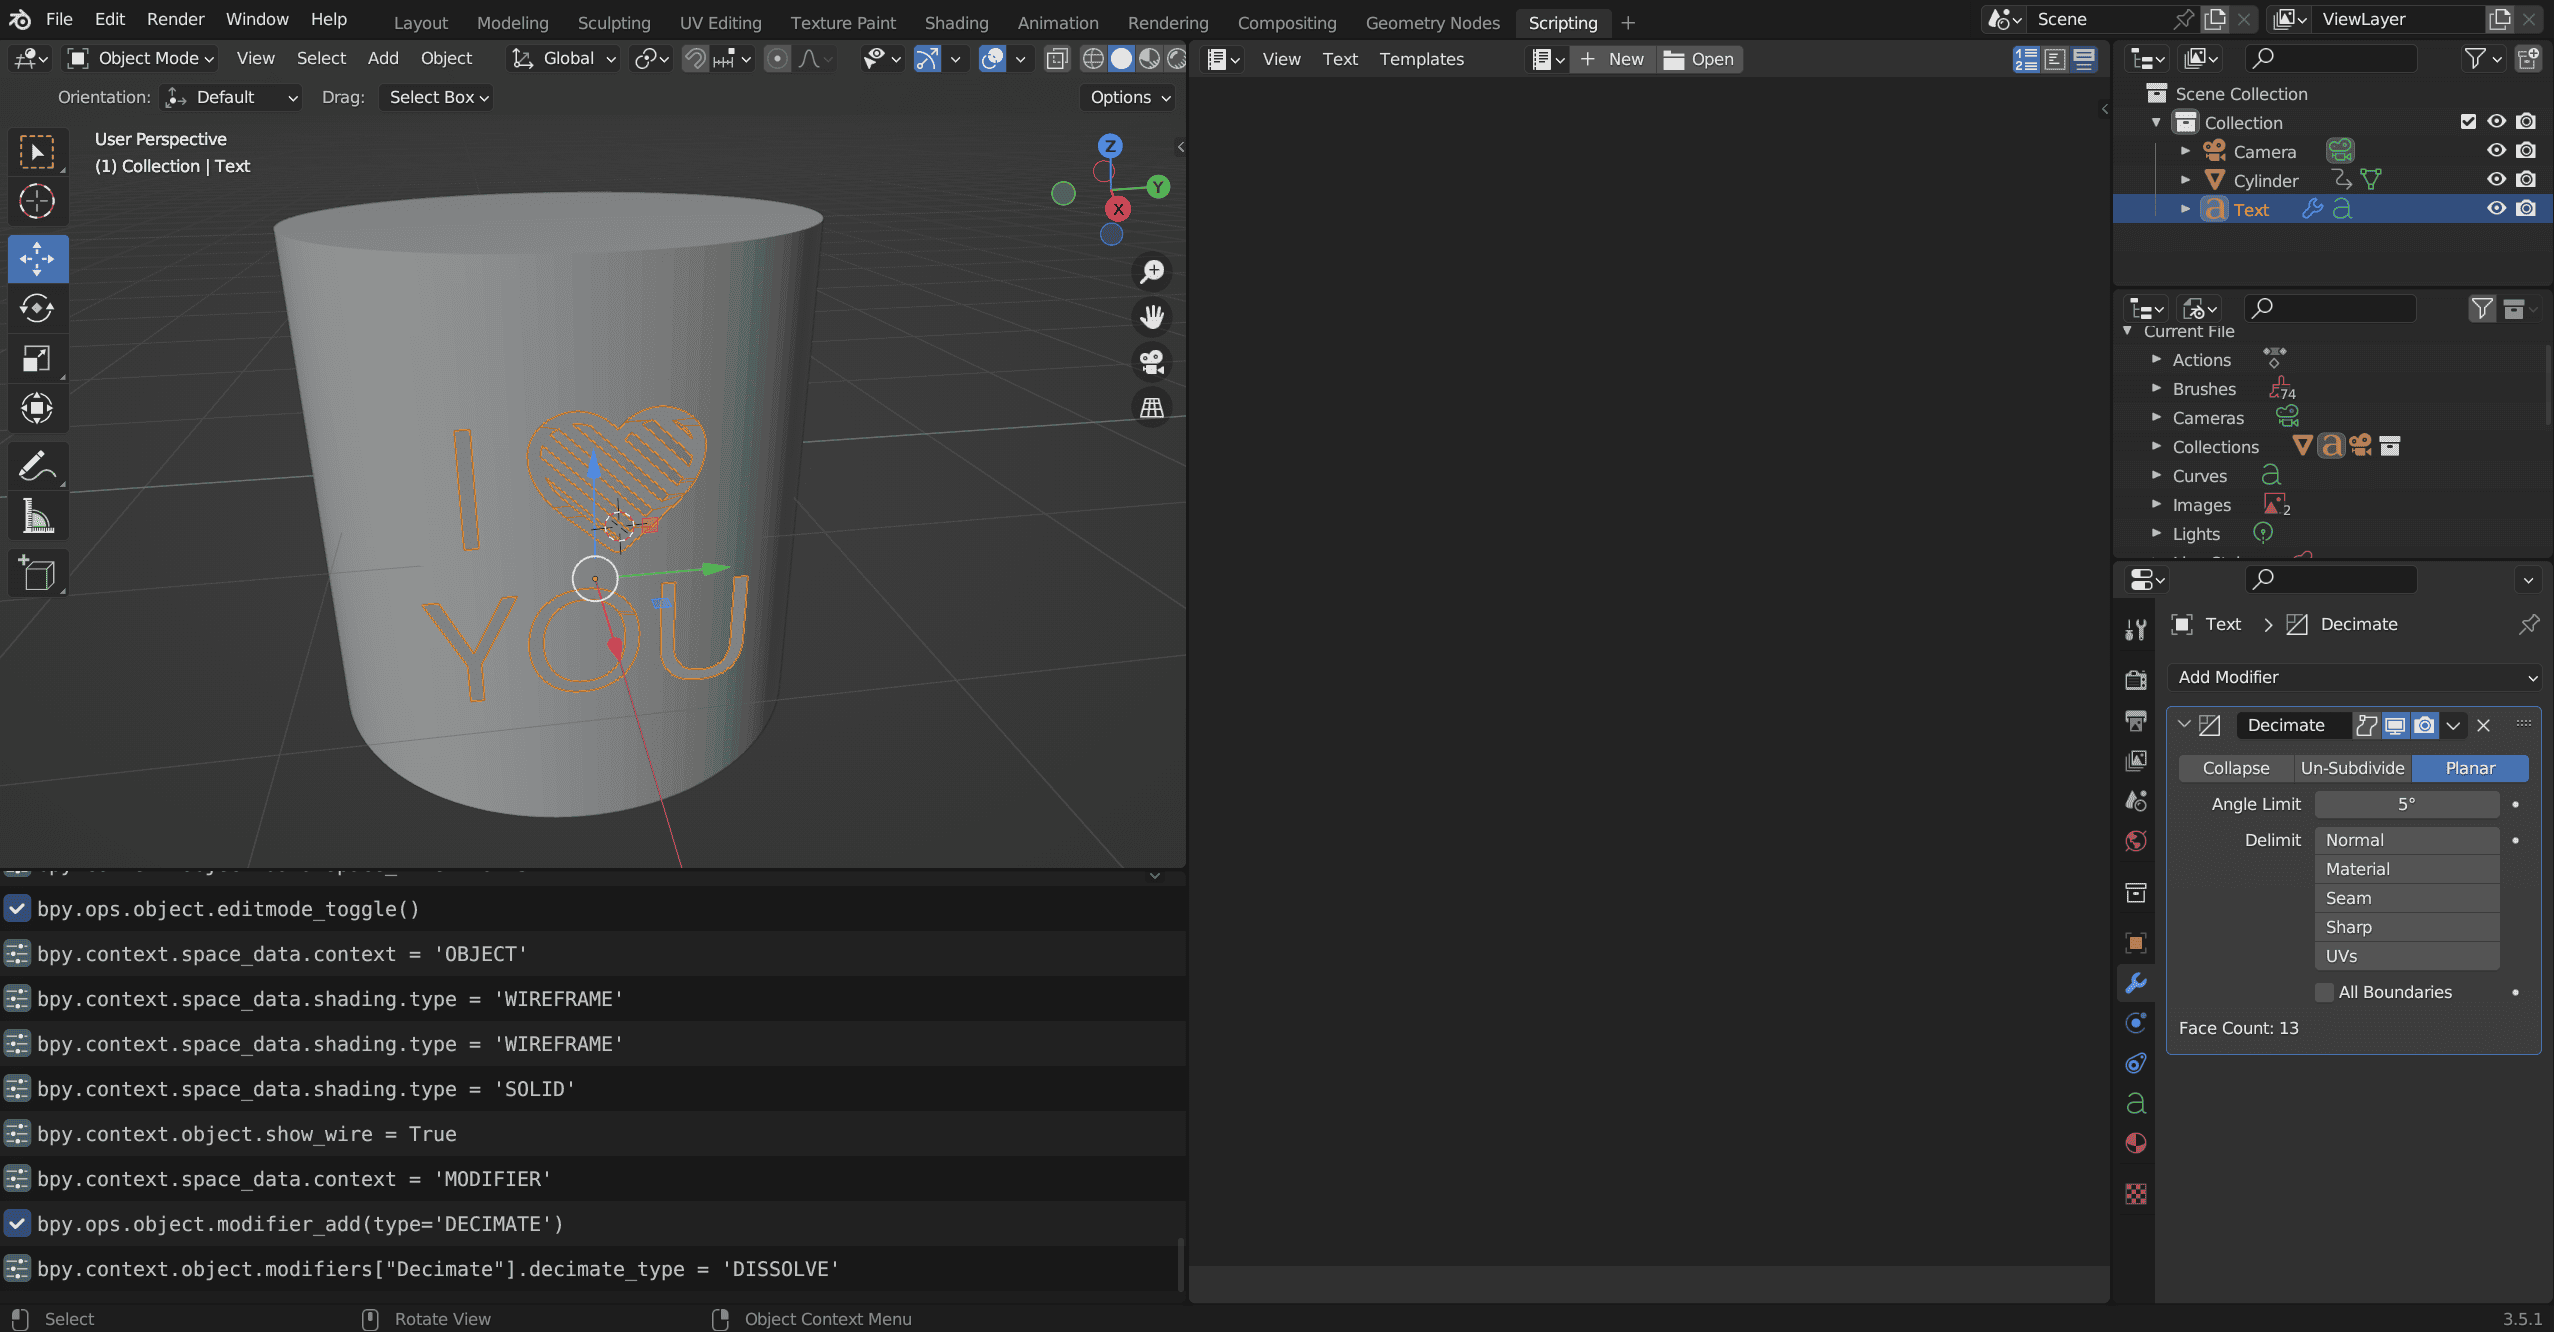 File Edit Render Window Help Layout Modeling Sculpting UV Editing Texture Paint Shading Animation Rendering Compositing Geometry Nodes Scripting + Scene ViewLayer
Object Mode View Select Add Object Global
Orientation: Default Drag: Select Box Options
User Perspective
(1) Collection | Text
Z
Y
X
I
YOU
bpy.ops.object.editmode_toggle()
bpy.context.space_data.context = 'OBJECT'
bpy.context.space_data.shading.type = 'WIREFRAME'
bpy.context.space_data.shading.type = 'WIREFRAME'
bpy.context.space_data.shading.type = 'SOLID'
bpy.context.object.show_wire = True
bpy.context.space_data.context = 'MODIFIER'
bpy.ops.object.modifier_add(type='DECIMATE')
bpy.context.object.modifiers["Decimate"].decimate_type = 'DISSOLVE'
View Text Templates + New Open
Scene Collection
Collection
Camera
Cylinder
Text
Current File
Actions
Brushes 74
Cameras
Collections
Curves
Images 2
Lights
Text > Decimate
Add Modifier
Decimate
Collapse Un-Subdivide Planar
Angle Limit 5°
Delimit Normal
Material
Seam
Sharp
UVs
All Boundaries
Face Count: 13
Select Rotate View Object Context Menu 3.5.1